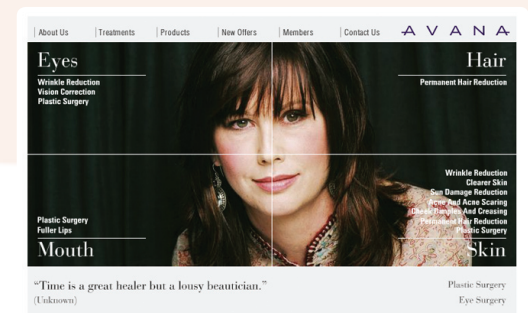 About Us
Treatments
Products
New Offers
Members
Contact Us
AVANA
Eyes
Wrinkle Reduction
Vision Correction
Plastic Surgery
Hair
Permanent Hair Reduction
Plastic Surgery
Fuller Lips
Mouth
Wrinkle Reduction
Clearer Skin
Sun Damage Reduction
Acne And Acne Scaring
Cheek Dimples And Creasing
Permanent Hair Reduction
Plastic Surgery
Skin
“Time is a great healer but a lousy beautician.”
(Unknown)
Plastic Surgery
Eye Surgery